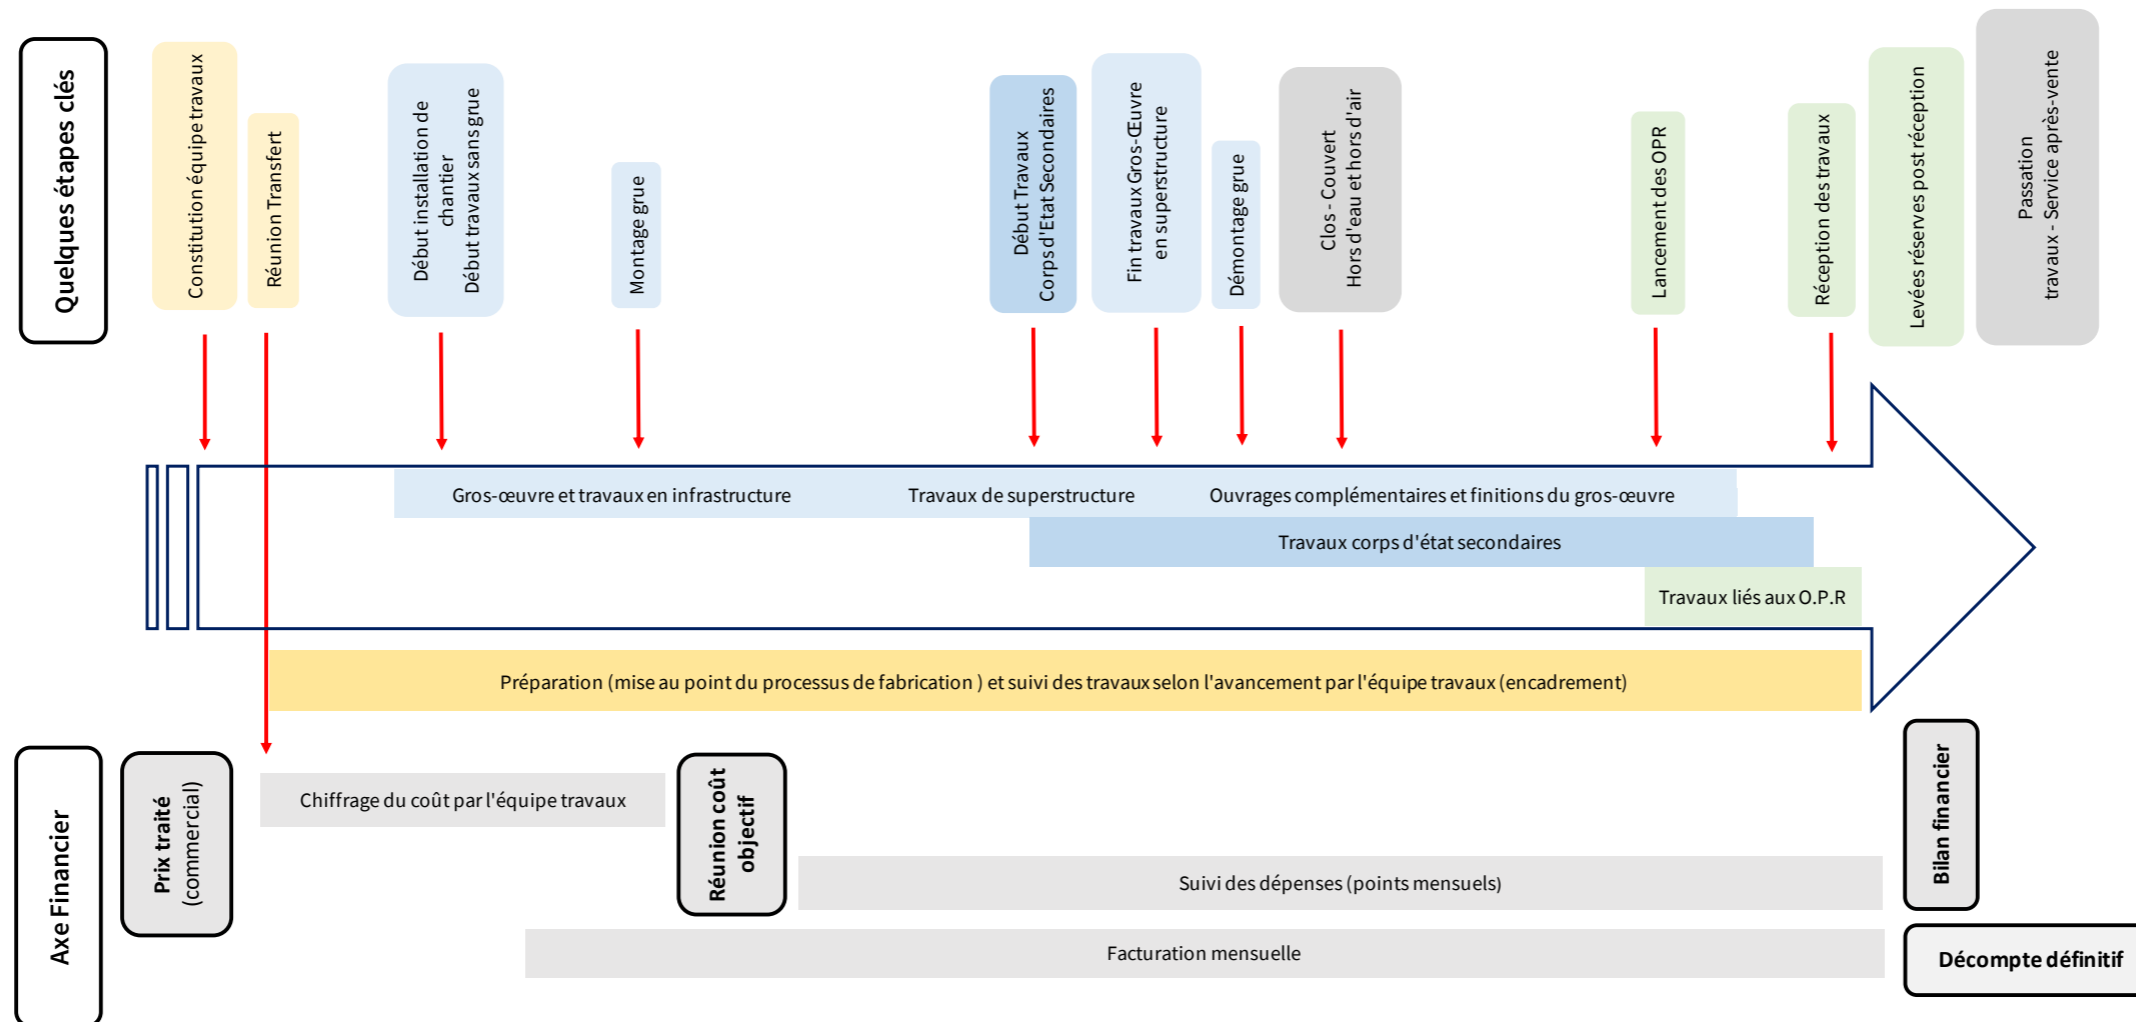 Quelques étapes clés
Constitution équipe travaux
Réunion Transfert
Début installation de
chantier
Début travaux sans grue
Montage grue
Début Travaux
Corps d'Etat Secondaires
Fin travaux Gros-Œuvre
en superstructure
Démontage grue
Clos - Couvert
Hors d'eau et hors d'air
Lancement des OPR
Réception des travaux
Levées réserves post réception
Passation
travaux - Service après-vente
Gros-œuvre et travaux en infrastructure
Travaux de superstructure
Ouvrages complémentaires et finitions du gros-œuvre
Travaux corps d'état secondaires
Travaux liés aux O.P.R
Préparation (mise au point du processus de fabrication ) et suivi des travaux selon l'avancement par l'équipe travaux (encadrement)
Axe Financier
Prix traité
(commercial)
Chiffrage du coût par l'équipe travaux
Réunion coût
objectif
Suivi des dépenses (points mensuels)
Facturation mensuelle
Bilan financier
Décompte définitif